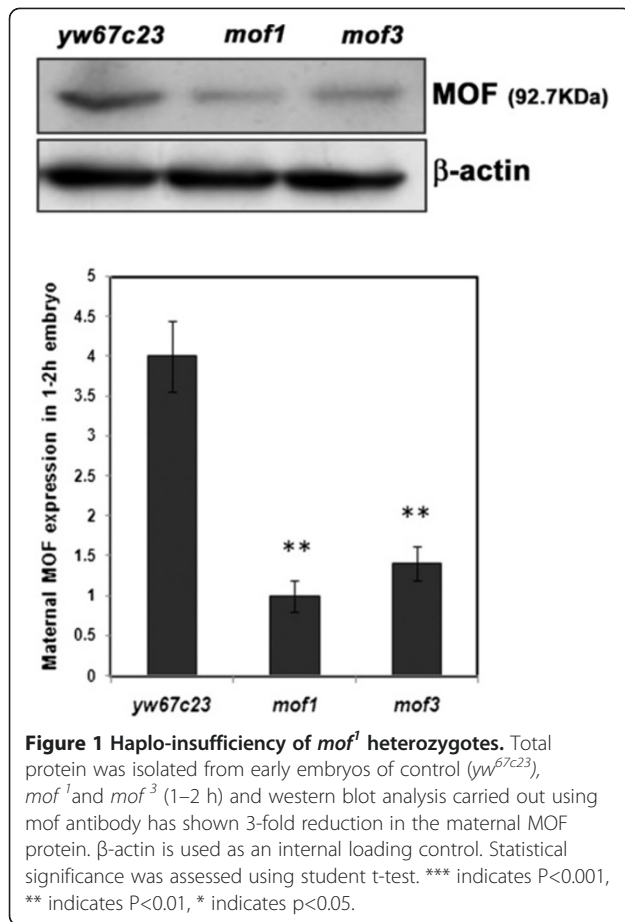 yw67c23 mof1 mof3
MOF (92.7KDa)
β-actin
Maternal MOF expression in 1-2h embryo
5
4.5
4
3.5
3
2.5
2
1.5
1
0.5
0
**
**
yw67c23 mof1 mof3
Figure 1 Haplo-insufficiency of mof¹ heterozygotes. Total
protein was isolated from early embryos of control (yw⁶⁷ᶜ²³),
mof ¹and mof ³ (1–2 h) and western blot analysis carried out using
mof antibody has shown 3-fold reduction in the maternal MOF
protein. β-actin is used as an internal loading control. Statistical
significance was assessed using student t-test. *** indicates P<0.001,
** indicates P<0.01, * indicates p<0.05.